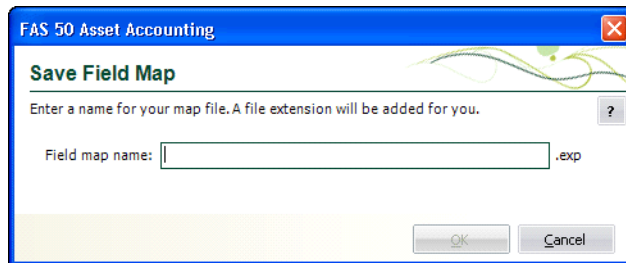 FAS 50 Asset Accounting
Save Field Map
Enter a name for your map file. A file extension will be added for you.
?
Field map name: .exp
OK Cancel